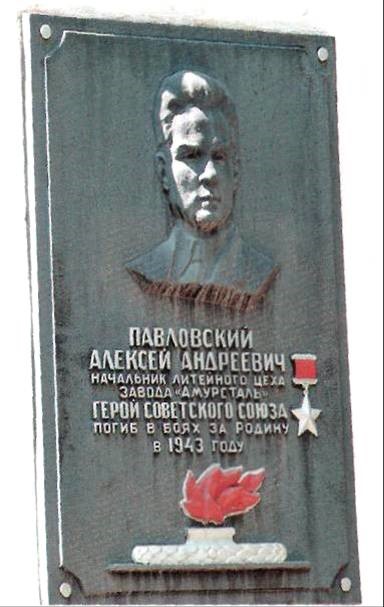 ПАВЛОВСКИЙ
АЛЕКСЕЙ АНДРЕЕВИЧ
НАЧАЛЬНИК ЛИТЕЙНОГО ЦЕХА
ЗАВОДА «АМУРСТАЛЬ»
ГЕРОЙ СОВЕТСКОГО СОЮЗА
ПОГИБ В БОЯХ ЗА РОДИНУ
В 1943 ГОДУ